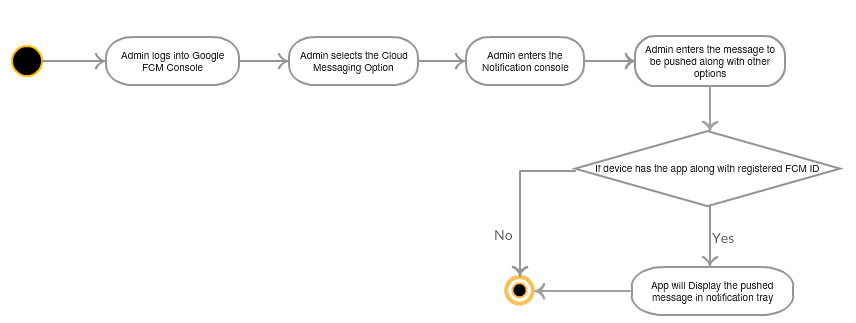 Admin logs into Google
FCM Console
Admin selects the Cloud
Messaging Option
Admin enters the
Notification console
Admin enters the message to
be pushed along with other
options
If device has the app along with registered FCM ID
No
Yes
App will Display the pushed
message in notification tray